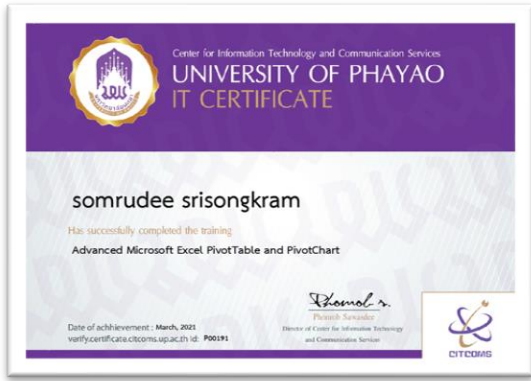 Center for Information Technology and Communication Services
UNIVERSITY OF PHAYAO
IT CERTIFICATE
somrudee srisongkram
Has successfully completed the training
Advanced Microsoft Excel PivotTable and PivotChart
Date of achhievement : March, 2021
verify.certificate.citcoms.up.ac.th id: P00191
Director of Center for Information Technology
and Communication Services
CITCOMS